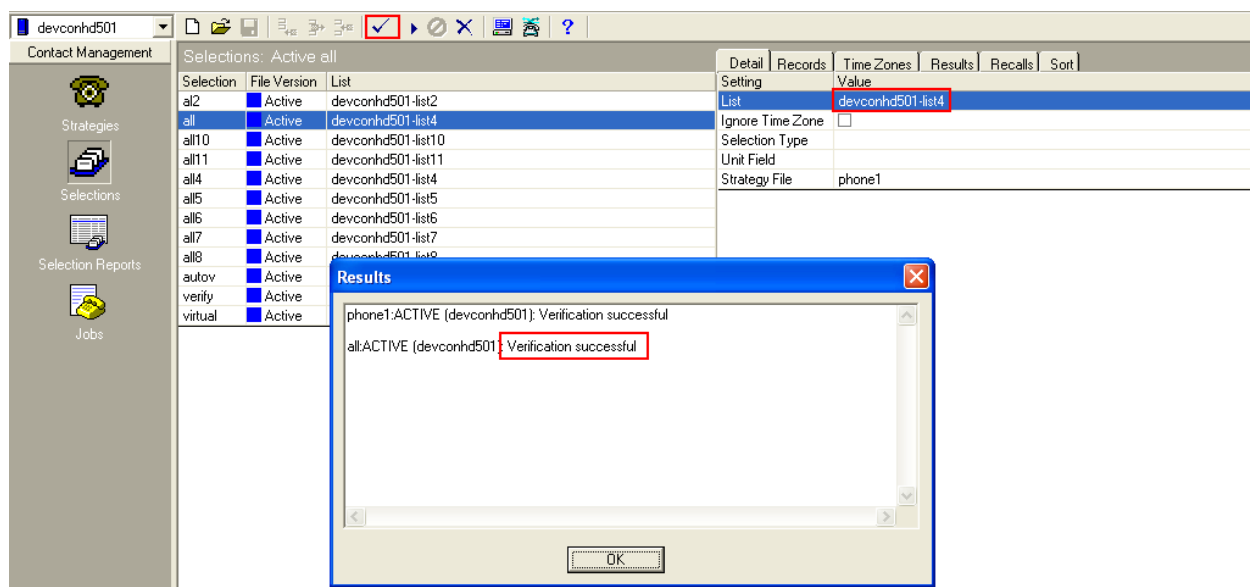 devconhd501
Contact Management
Strategies
Selections
Selection Reports
Jobs
Selections: Active all
Selection File Version List
al2 Active devconhd501-list2
all Active devconhd501-list4
all10 Active devconhd501-list10
all11 Active devconhd501-list11
all4 Active devconhd501-list4
all5 Active devconhd501-list5
all6 Active devconhd501-list6
all7 Active devconhd501-list7
all8 Active devconhd501-list8
autov Active
verify Active
virtual Active
Detail Records Time Zones Results Recalls Sort
Setting Value
List devconhd501-list4
Ignore Time Zone
Selection Type
Unit Field
Strategy File phone1
Results
phone1:ACTIVE (devconhd501): Verification successful
all:ACTIVE (devconhd501): Verification successful
OK